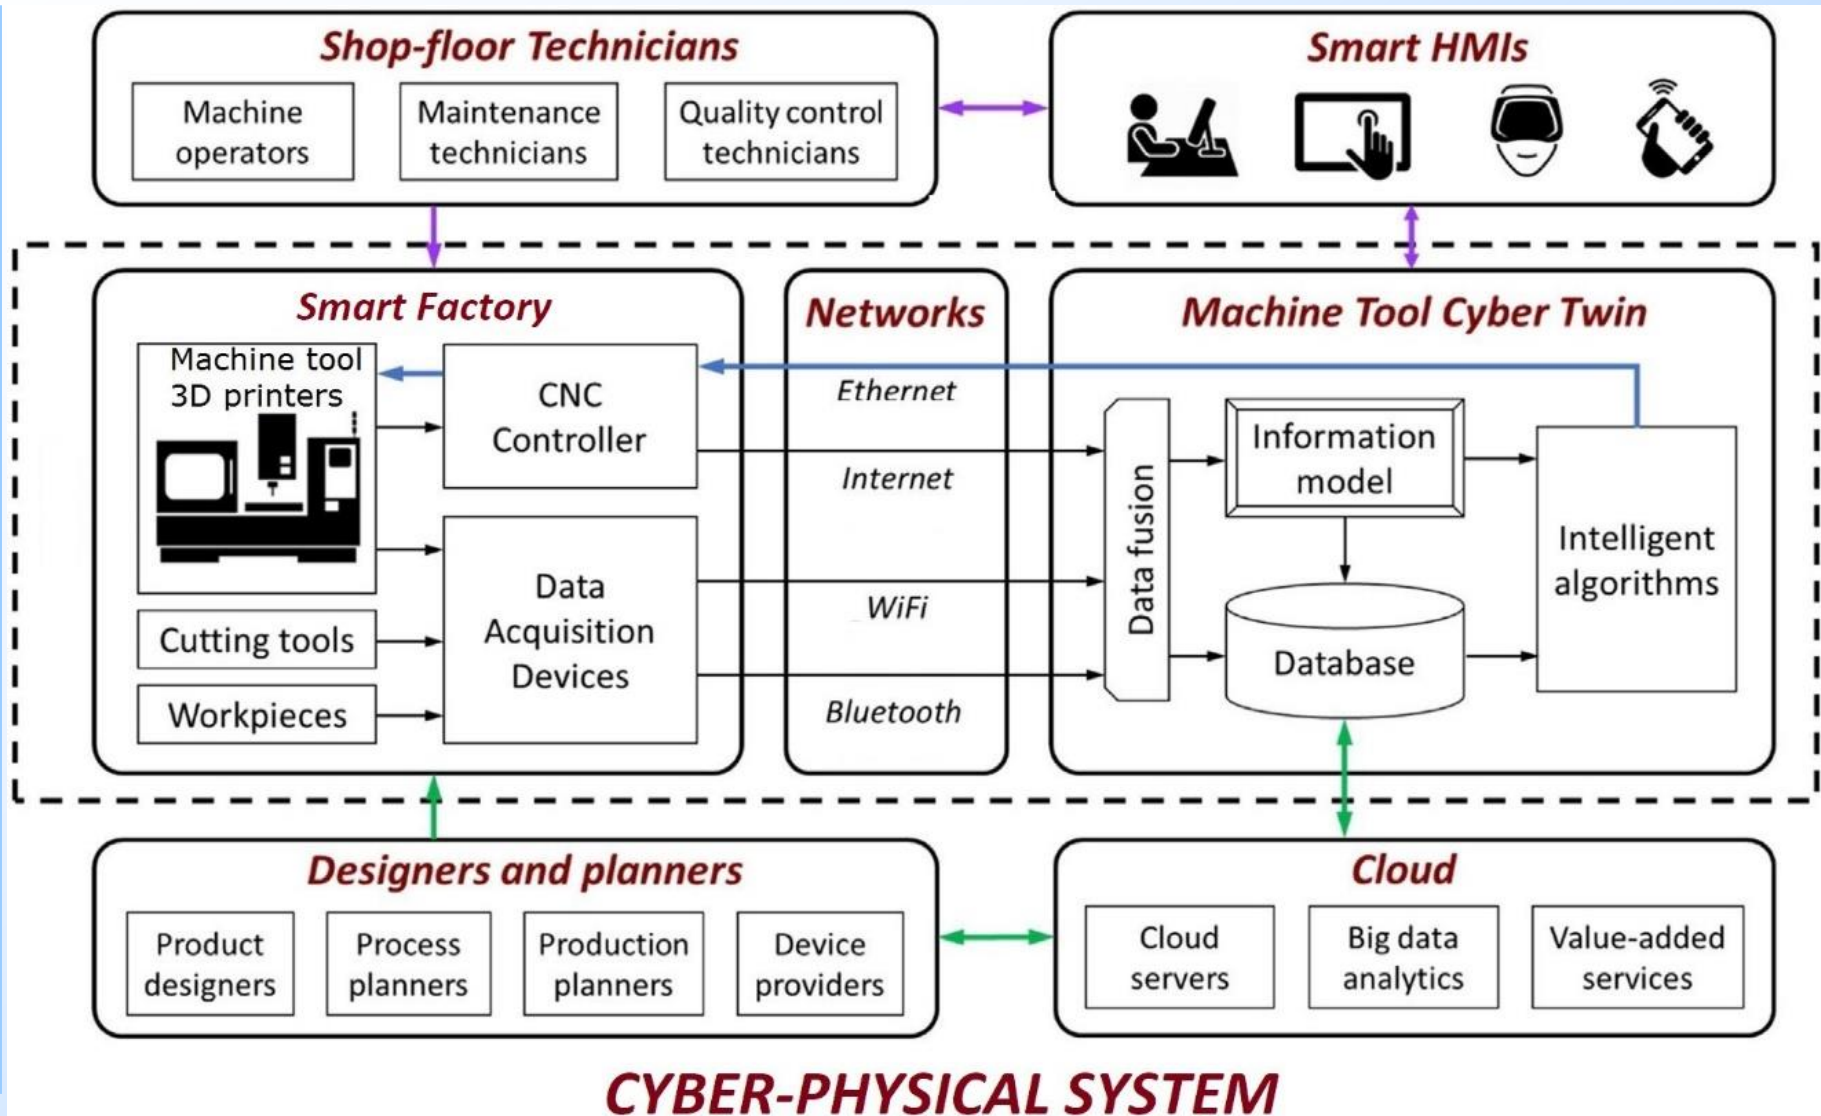 Shop-floor Technicians
Machine
operators
Maintenance
technicians
Quality control
technicians
Smart HMIs
Smart Factory
Machine tool
3D printers
CNC
Controller
Data
Acquisition
Devices
Cutting tools
Workpieces
Networks
Ethernet
Internet
WiFi
Bluetooth
Machine Tool Cyber Twin
Data fusion
Information
model
Database
Intelligent
algorithms
Designers and planners
Product
designers
Process
planners
Production
planners
Device
providers
Cloud
Cloud
servers
Big data
analytics
Value-added
services
CYBER-PHYSICAL SYSTEM